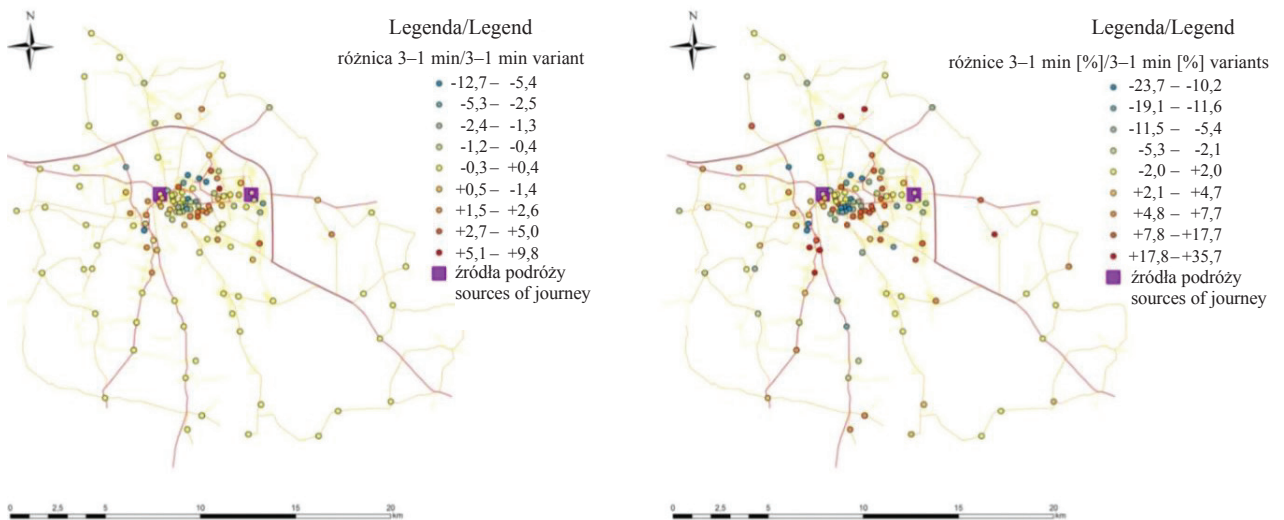 Legenda/Legend
różnica 3–1 min/3–1 min variant
-12,7 – -5,4
-5,3 – -2,5
-2,4 – -1,3
-1,2 – -0,4
-0,3 – +0,4
+0,5 – -1,4
+1,5 – +2,6
+2,7 – +5,0
+5,1 – +9,8
źródła podróży
sources of journey
0 2,5 5 10 15 20
km
Legenda/Legend
różnice 3–1 min [%]/3–1 min [%] variants
-23,7 – -10,2
-19,1 – -11,6
-11,5 – -5,4
-5,3 – -2,1
-2,0 – +2,0
+2,1 – +4,7
+4,8 – +7,7
+7,8 – +17,7
+17,8 – +35,7
źródła podróży
sources of journey
0 2,5 5 10 15 20
km